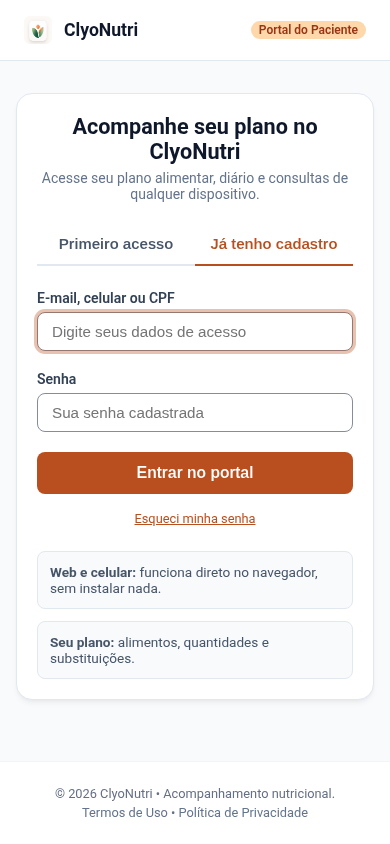 ClyoNutri
Portal do Paciente
Acompanhe seu plano no
ClyoNutri
Acesse seu plano alimentar, diário e consultas de
qualquer dispositivo.
Primeiro acesso
Já tenho cadastro
E-mail, celular ou CPF
Digite seus dados de acesso
Senha
Sua senha cadastrada
Entrar no portal
Esqueci minha senha
Web e celular: funciona direto no navegador,
sem instalar nada.
Seu plano: alimentos, quantidades e
substituições.
© 2026 ClyoNutri • Acompanhamento nutricional.
Termos de Uso • Política de Privacidade